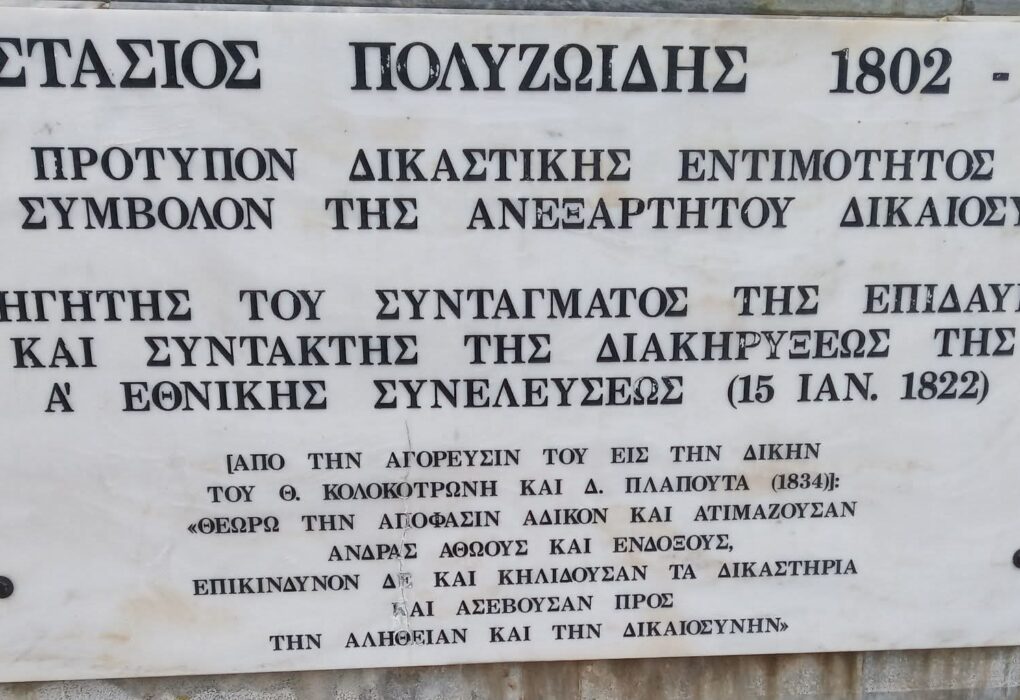 ΣΤΑΣΙΟΣ ΠΟΛΥΖΩΙΔΗΣ 1802 -
ΠΡΟΤΥΠΟΝ ΔΙΚΑΣΤΙΚΗΣ ΕΝΤΙΜΟΤΗΤΟΣ
ΣΥΜΒΟΛΟΝ ΤΗΣ ΑΝΕΞΑΡΤΗΤΟΥ ΔΙΚΑΙΟΣΥ
ΗΓΗΤΗΣ ΤΟΥ ΣΥΝΤΑΓΜΑΤΟΣ ΤΗΣ ΕΠΙΔΑΥ
ΚΑΙ ΣΥΝΤΑΚΤΗΣ ΤΗΣ ΔΙΑΚΗΡΥΞΕΩΣ ΤΗΣ
Α' ΕΘΝΙΚΗΣ ΣΥΝΕΛΕΥΣΕΩΣ (15 ΙΑΝ. 1822)
[ΑΠΟ ΤΗΝ ΑΓΟΡΕΥΣΙΝ ΤΟΥ ΕΙΣ ΤΗΝ ΔΙΚΗΝ
ΤΟΥ Θ. ΚΟΛΟΚΟΤΡΩΝΗ ΚΑΙ Δ. ΠΛΑΠΟΥΤΑ (1834)]:
«ΘΕΩΡΩ ΤΗΝ ΑΠΟΦΑΣΙΝ ΑΔΙΚΟΝ ΚΑΙ ΑΤΙΜΑΖΟΥΣΑΝ
ΑΝΔΡΑΣ ΑΘΩΟΥΣ ΚΑΙ ΕΝΔΟΞΟΥΣ,
ΕΠΙΚΙΝΔΥΝΟΝ ΔΕ ΚΑΙ ΚΗΛΙΔΟΥΣΑΝ ΤΑ ΔΙΚΑΣΤΗΡΙΑ
ΚΑΙ ΑΣΕΒΟΥΣΑΝ ΠΡΟΣ
ΤΗΝ ΑΛΗΘΕΙΑΝ ΚΑΙ ΤΗΝ ΔΙΚΑΙΟΣΥΝΗΝ»